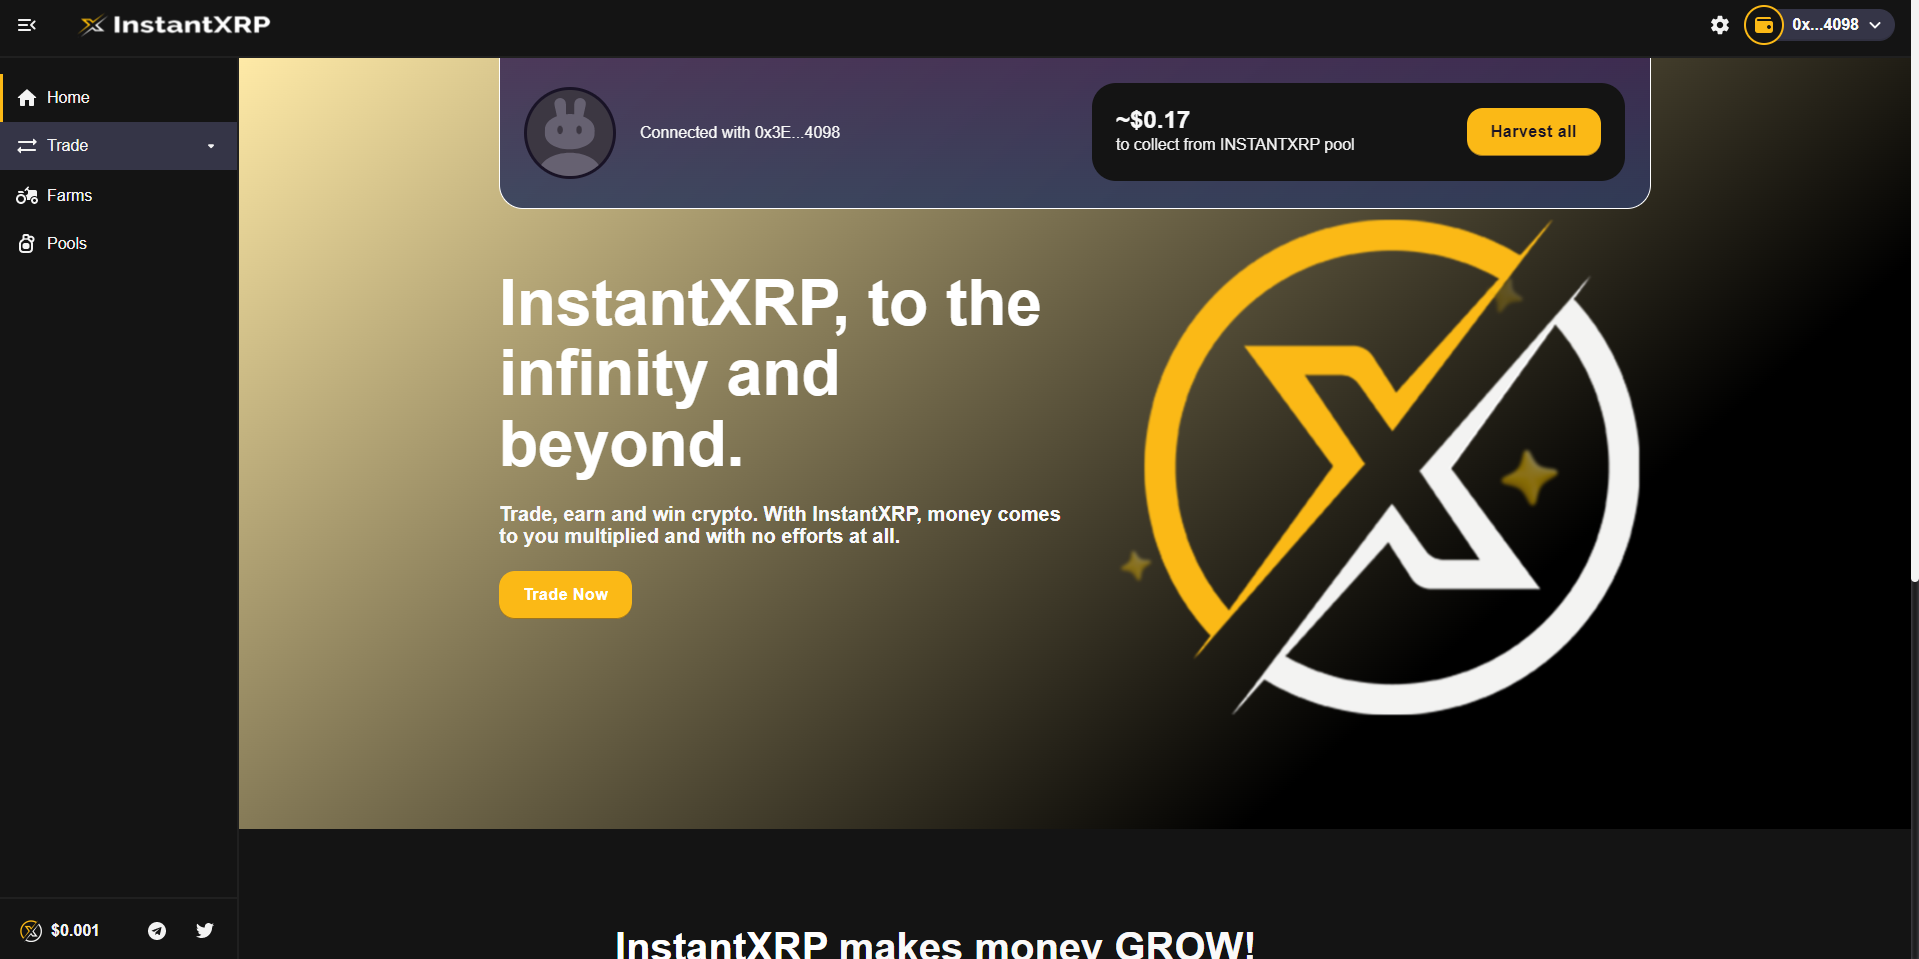 InstantXRP
0x...4098
Home
Trade
Farms
Pools
Connected with 0x3E...4098
~$0.17
to collect from INSTANTXRP pool
Harvest all
InstantXRP, to the
infinity and
beyond.
Trade, earn and win crypto. With InstantXRP, money comes
to you multiplied and with no efforts at all.
Trade Now
$0.001
InstantXRP makes money GROW!